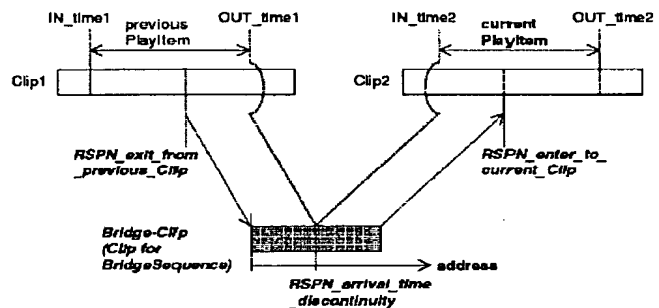 IN_time1
previous
PlayItem
OUT_time1
IN_time2
current
PlayItem
OUT_time2
Clip1
Clip2
RSPN_exit_from
_previous_Clip
RSPN_enter_to_
current_Clip
Bridge-Clip
(Clip for
BridgeSequence)
address
RSPN_arrival_time
_discontinuity